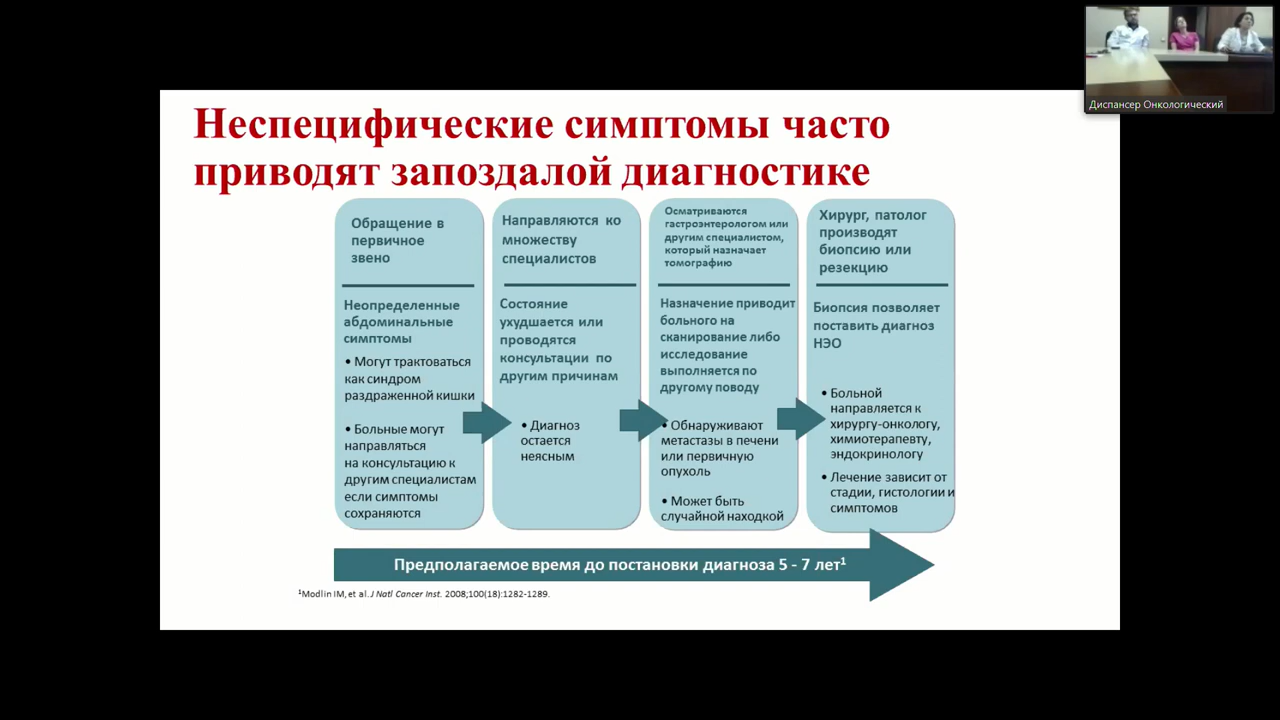 Диспансер Онкологический
Неспецифические симптомы часто
приводят запоздалой диагностике
Обращение в
первичное
звено
Неопределенные
абдоминальные
симптомы
• Могут трактоваться
как синдром
раздраженной кишки
• Больные могут
направляться
на консультацию к
другим специалистам
если симптомы
сохраняются
Направляются ко
множеству
специалистов
Состояние
ухудшается или
проводятся
консультации по
другим причинам
• Диагноз
остается
неясным
Осматриваются
гастроэнтерологом или
другим специалистом,
который назначает
томографию
Назначение приводит
больного на
сканирование либо
исследование
выполняется по
другому поводу
• Обнаруживают
метастазы в печени
или первичную
опухоль
• Может быть
случайной находкой
Хирург, патолог
производят
биопсию или
резекцию
Биопсия позволяет
поставить диагноз
НЭО
• Больной
направляется к
хирургу-онкологу,
химиотерапевту,
эндокринологу
• Лечение зависит от
стадии, гистологии и
симптомов
Предполагаемое время до постановки диагноза 5 - 7 лет¹
¹Modlin IM, et al. J Natl Cancer Inst. 2008;100(18):1282-1289.